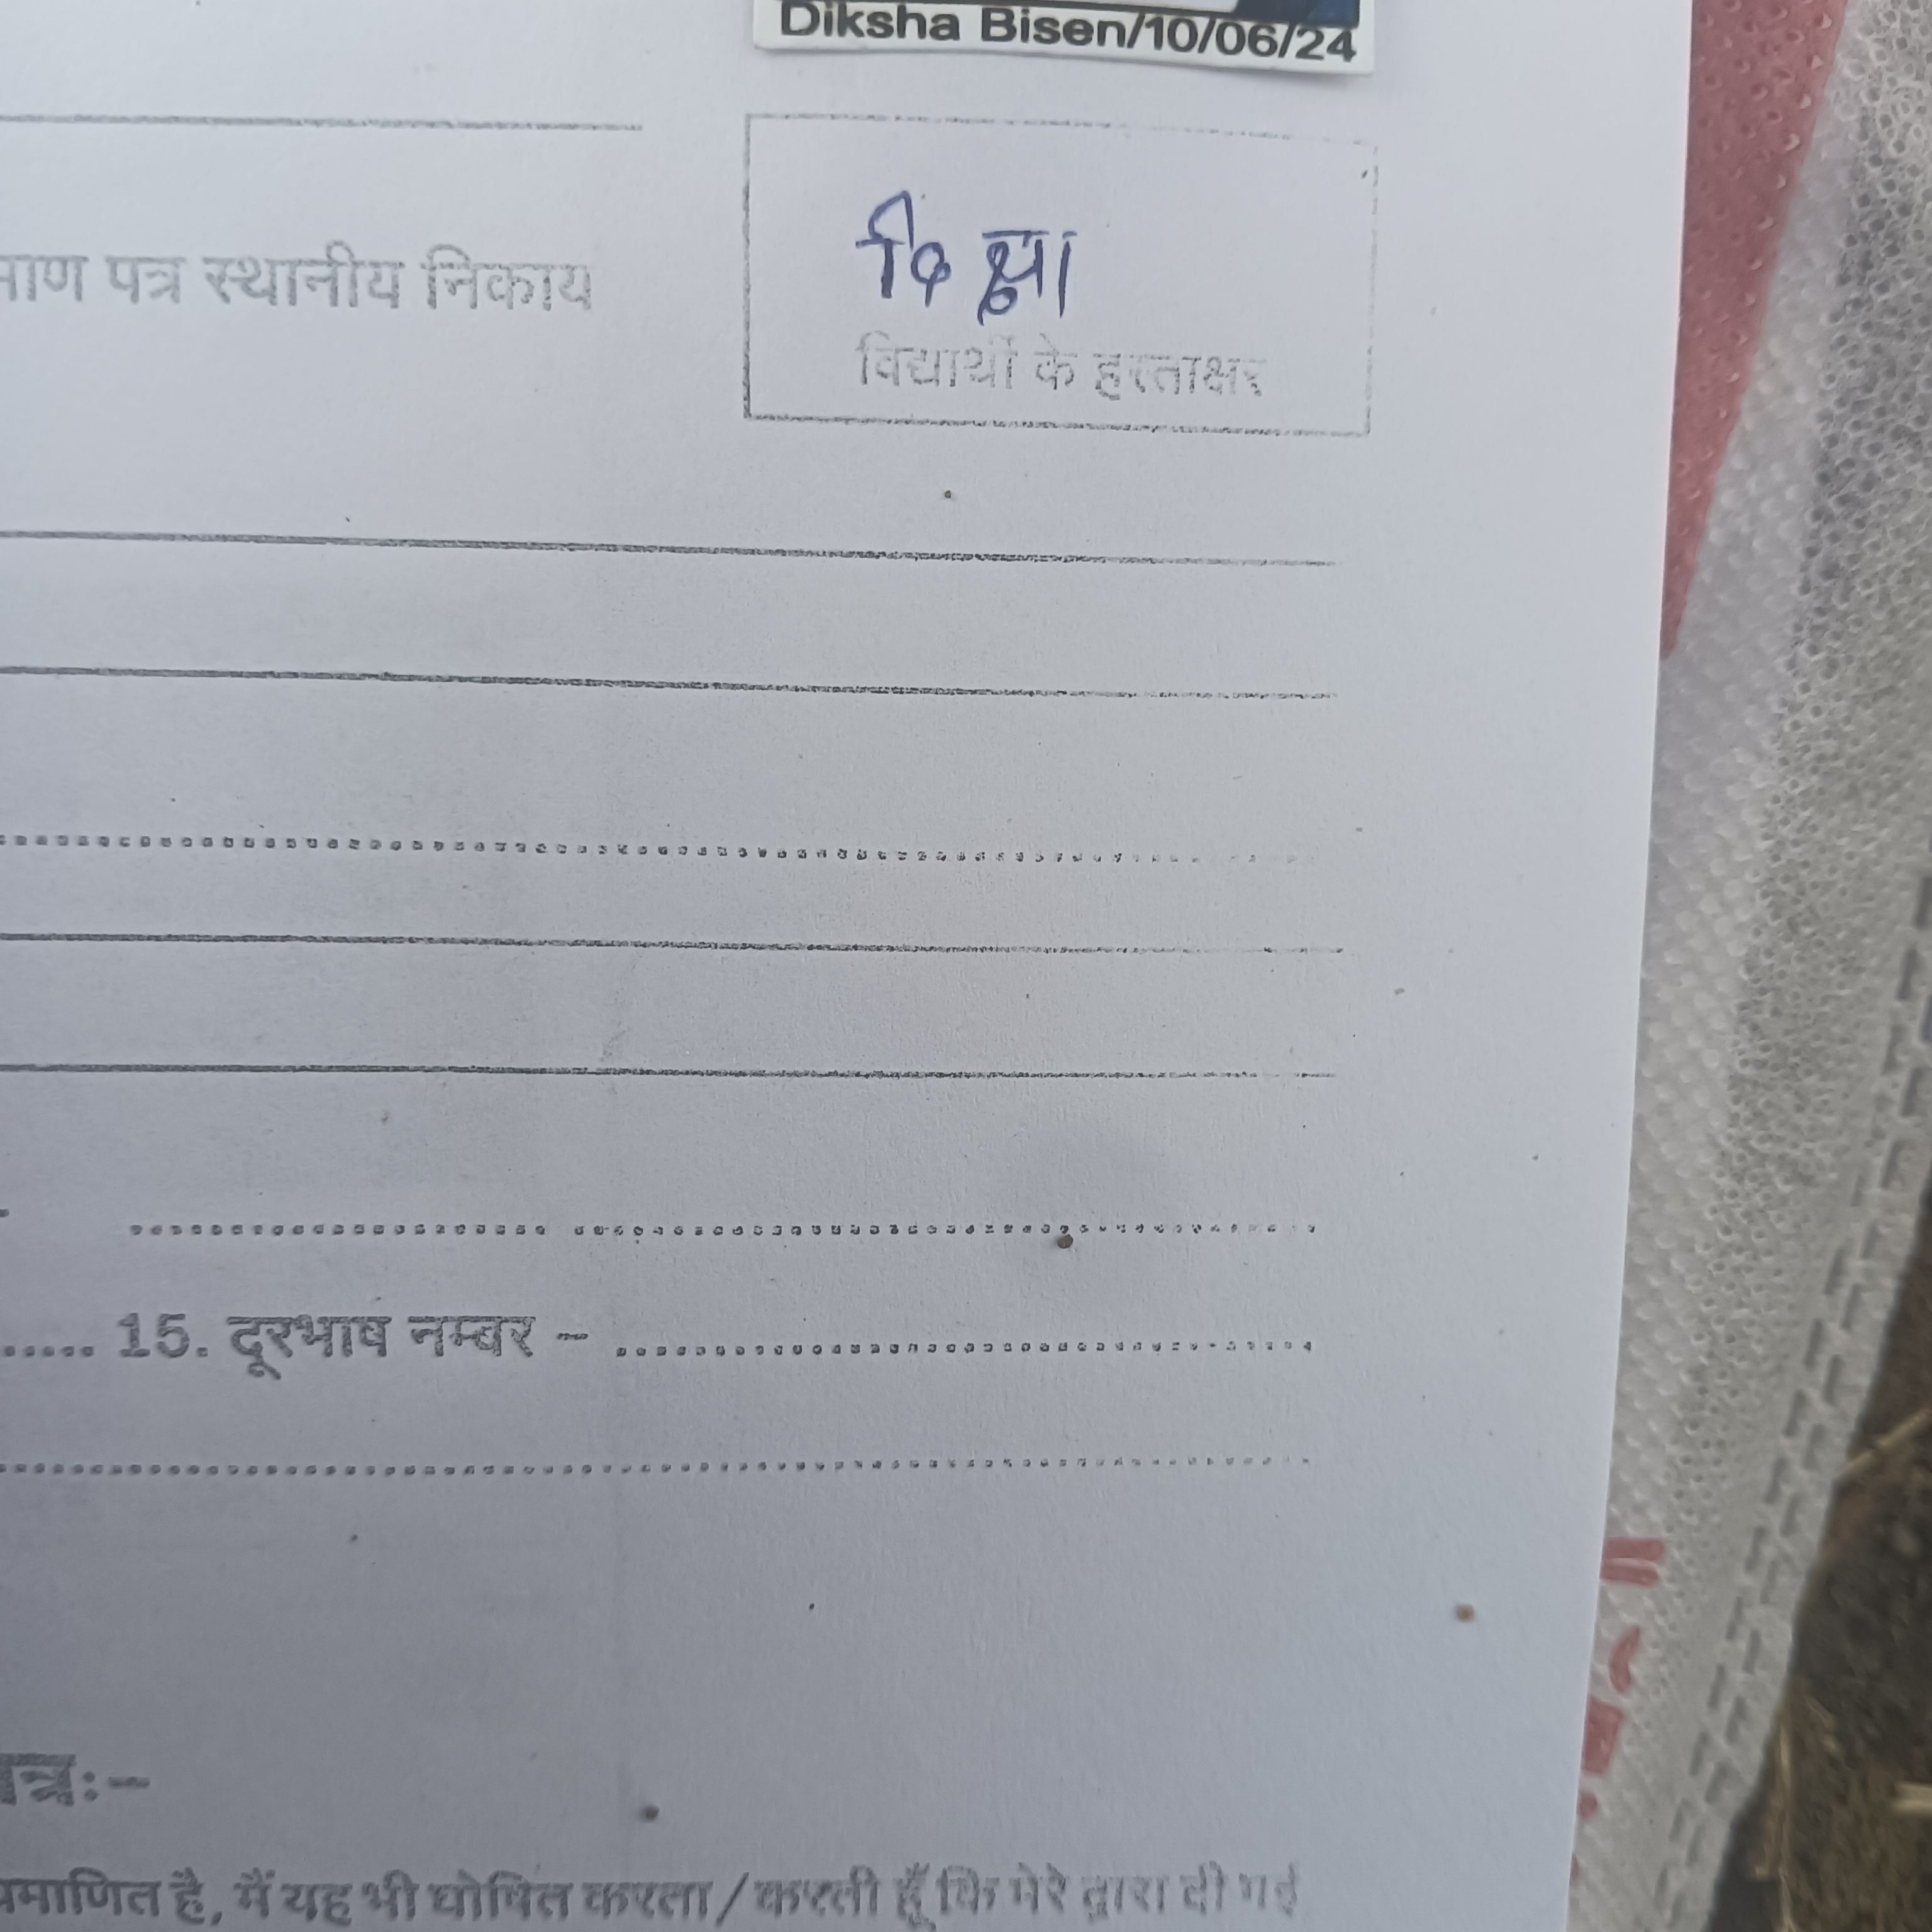 Diksha Bisen/10/06/24
दिक्षा
माण पत्र स्थानीय निकाय
विद्यार्थी के हस्ताक्षर
..... 15. दूरभाष नम्बर – ....................
त्रः–
प्रमाणित है, मैं यह भी घोषित करता/करती हूँ कि मेरे द्वारा दी गई